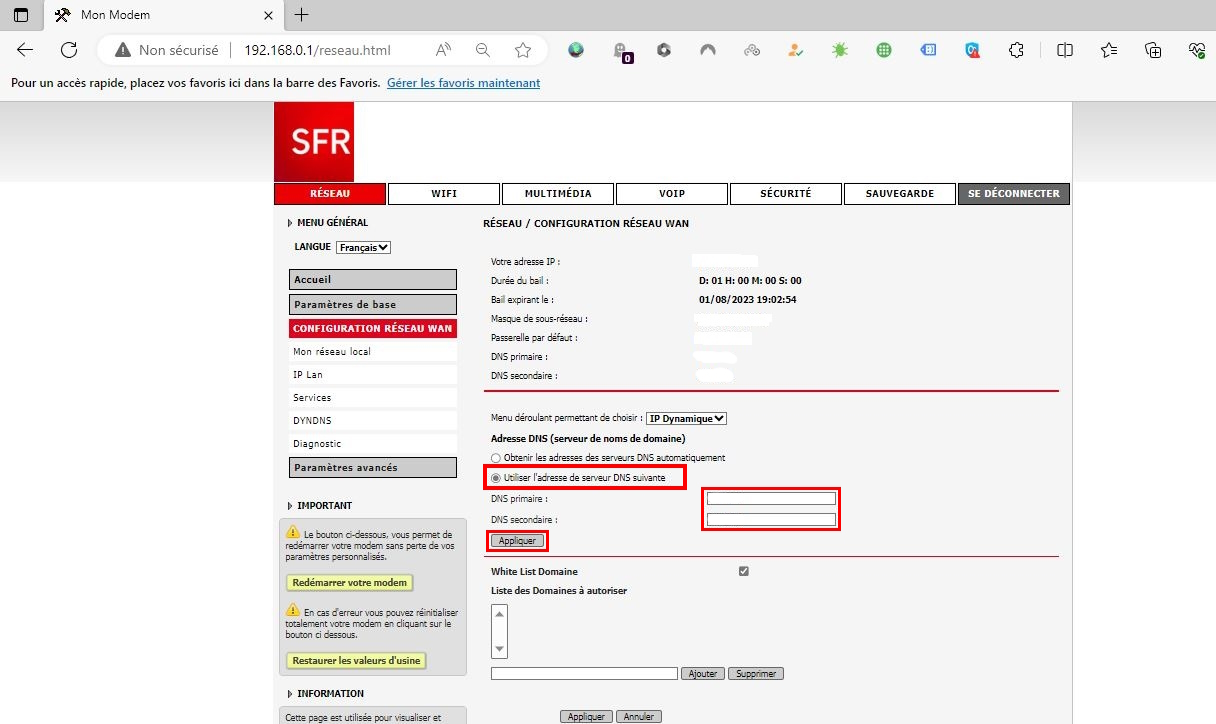 Mon Modem
Non sécurisé
192.168.0.1/reseau.html
0
Pour un accès rapide, placez vos favoris ici dans la barre des Favoris. Gérer les favoris maintenant
SFR
RÉSEAU WIFI MULTIMÉDIA VOIP SÉCURITÉ SAUVEGARDE SE DÉCONNECTER
MENU GÉNÉRAL
LANGUE Français
Accueil
Paramètres de base
CONFIGURATION RÉSEAU WAN
Mon réseau local
IP Lan
Services
DYNDNS
Diagnostic
Paramètres avancés
IMPORTANT
Le bouton ci-dessous, vous permet de
redémarrer votre modem sans perte de vos
paramètres personnalisés.
Redémarrer votre modem
En cas d'erreur vous pouvez réinitialiser
totalement votre modem en cliquant sur le
bouton ci dessous.
Restaurer les valeurs d'usine
INFORMATION
Cette page est utilisée pour visualiser et
RÉSEAU / CONFIGURATION RÉSEAU WAN
Votre adresse IP :
Durée du bail : D: 01 H: 00 M: 00 S: 00
Bail expirant le : 01/08/2023 19:02:54
Masque de sous-réseau :
Passerelle par défaut :
DNS primaire :
DNS secondaire :
Menu déroulant permettant de choisir : IP Dynamique
Adresse DNS (serveur de noms de domaine)
Obtenir les adresses des serveurs DNS automatiquement
Utiliser l'adresse de serveur DNS suivante
DNS primaire :
DNS secondaire :
Appliquer
White List Domaine
Liste des Domaines à autoriser
Ajouter Supprimer
Appliquer Annuler